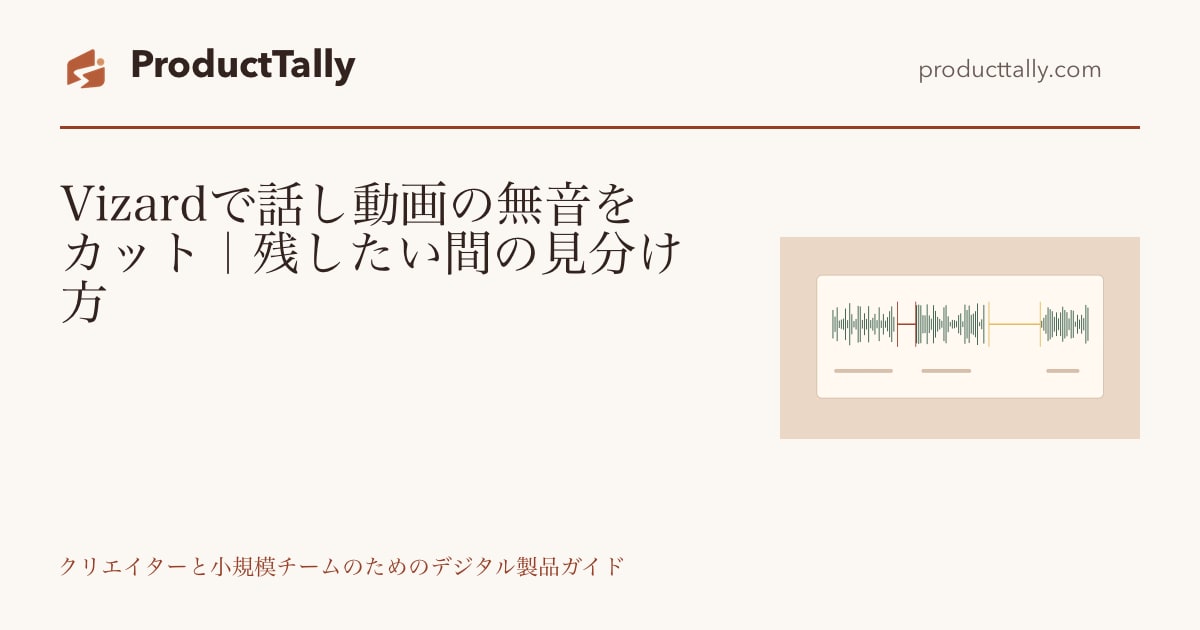 ProductTally
producttally.com
Vizardで話し動画の無音を
カット｜残したい間の見分け
方
クリエイターと小規模チームのためのデジタル製品ガイド